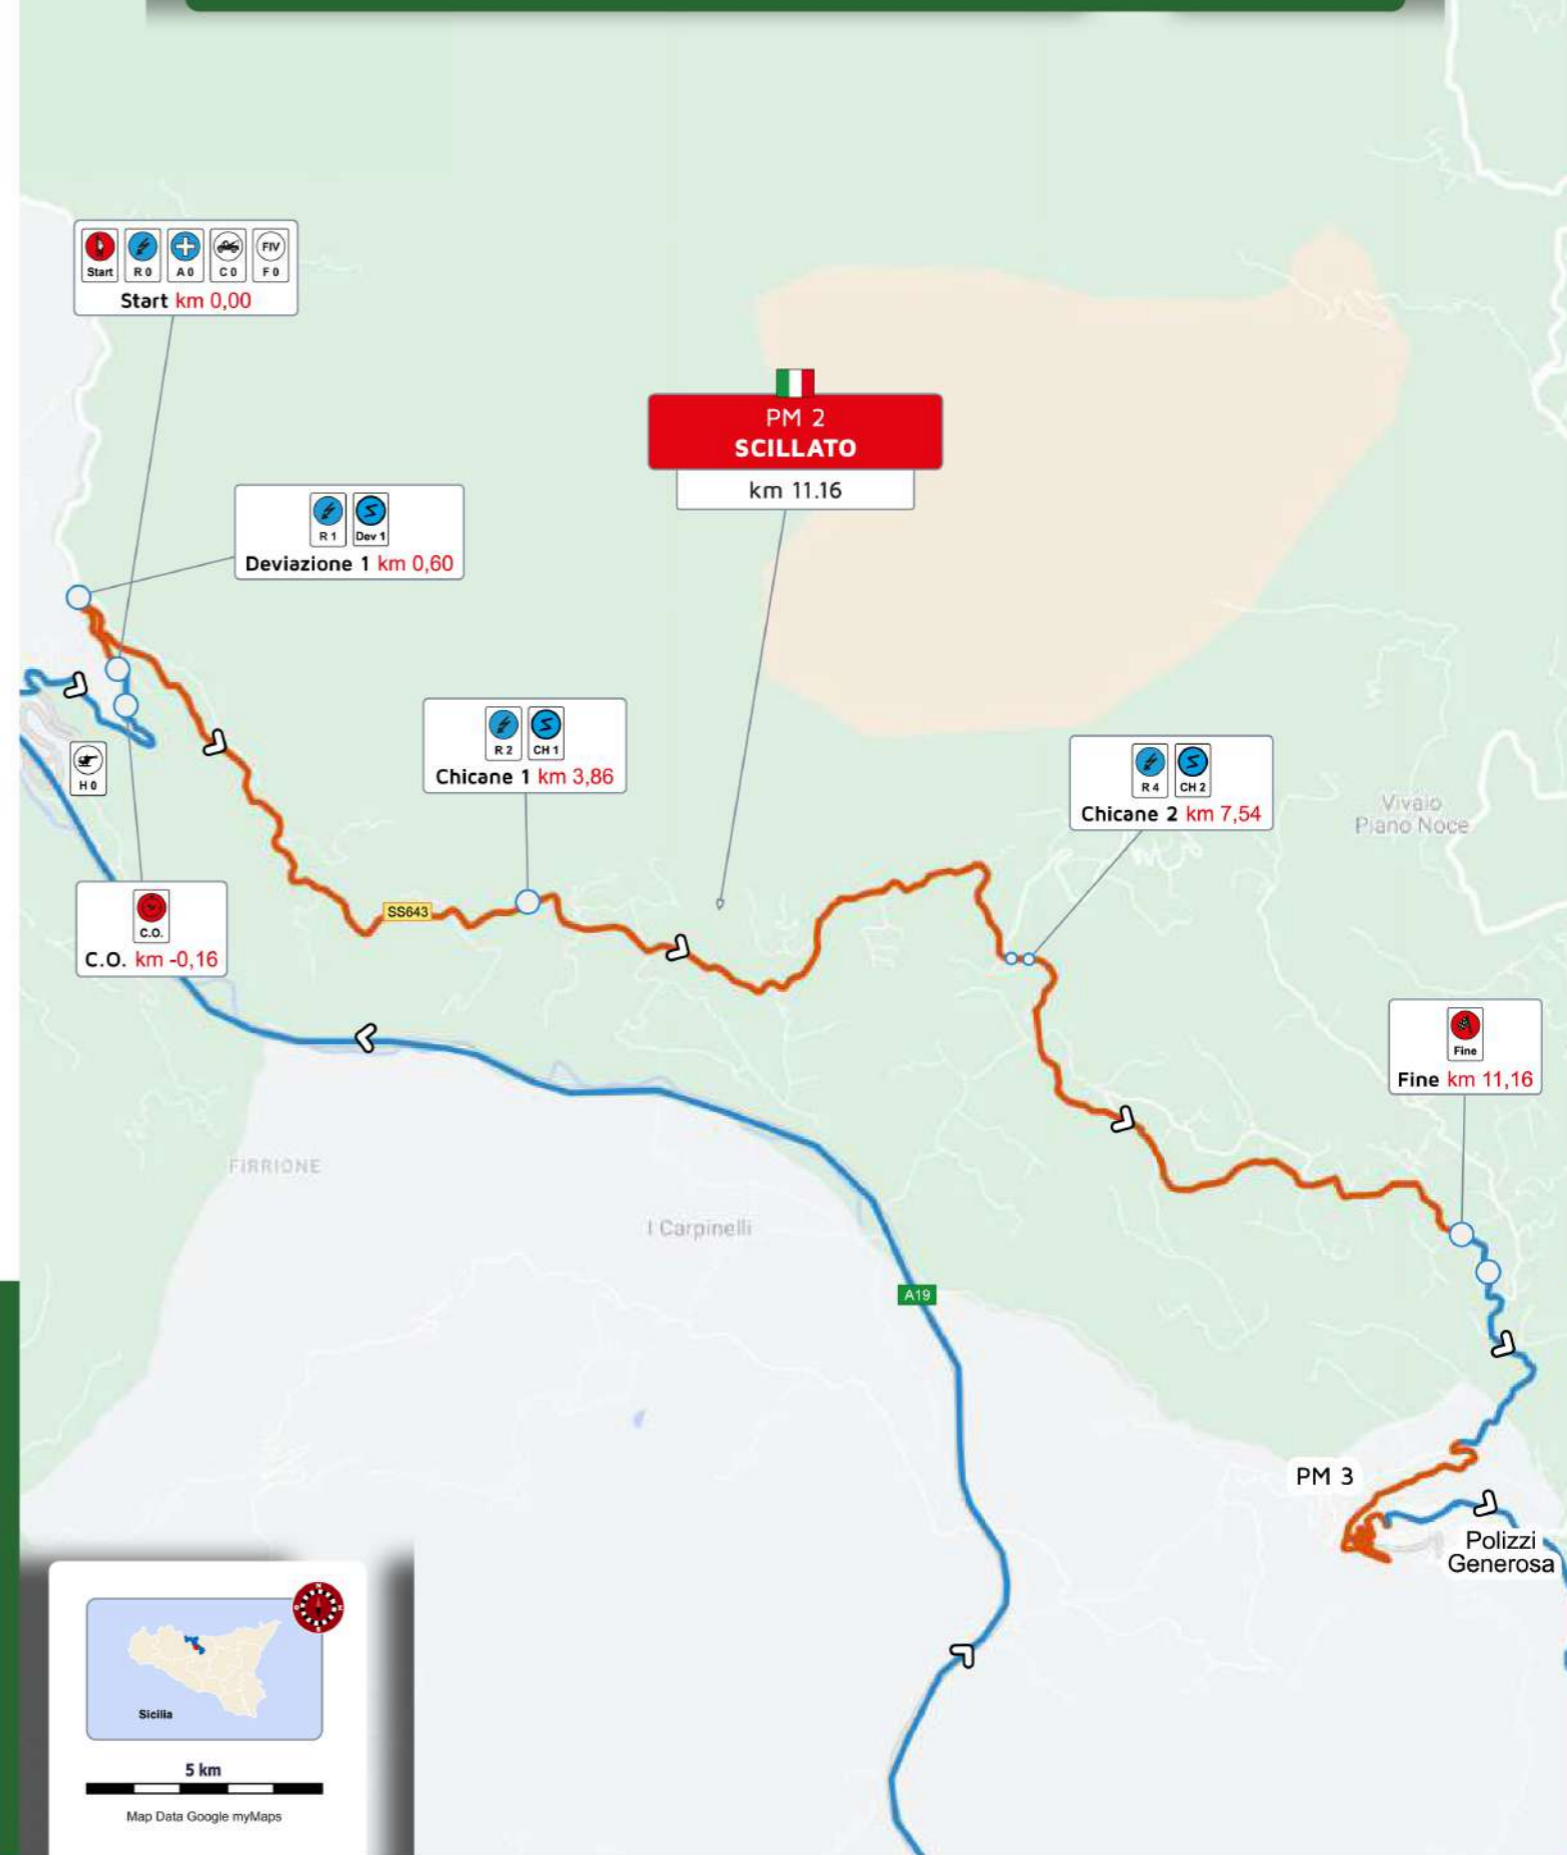 Start
R 0
A 0
C 0
FIV
F 0
Start km 0,00
PM 2
SCILLATO
km 11.16
R 1
Dev 1
Deviazione 1 km 0,60
R 2
CH 1
Chicane 1 km 3,86
R 4
CH 2
Chicane 2 km 7,54
H 0
Vivaio
Piano Noce
SS643
C.O.
C.O. km -0,16
Fine
Fine km 11,16
FIRRIONE
I Carpinelli
A19
PM 3
Polizzi
Generosa
Sicilia
5 km
Map Data Google myMaps